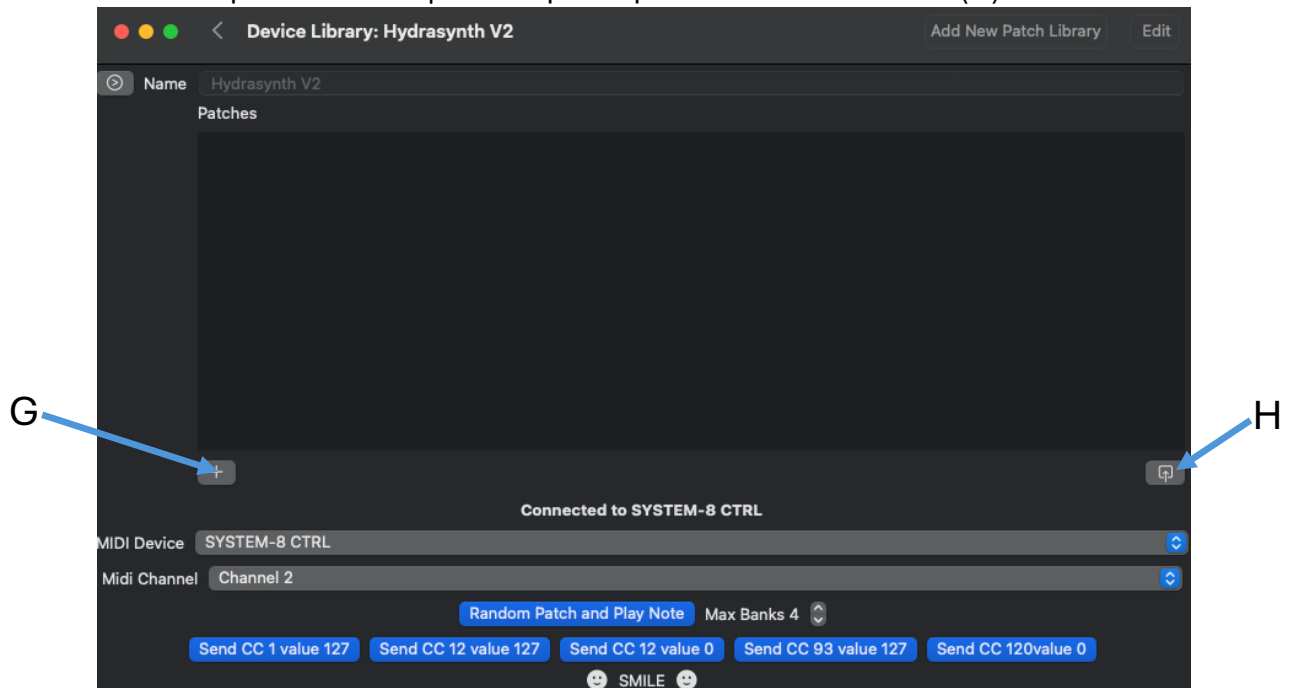 Device Library: Hydrasynth V2 Add New Patch Library Edit
Name Hydrasynth V2
Patches
G H
Connected to SYSTEM-8 CTRL
MIDI Device SYSTEM-8 CTRL
Midi Channel Channel 2
Random Patch and Play Note Max Banks 4
Send CC 1 value 127 Send CC 12 value 127 Send CC 12 value 0 Send CC 93 value 127 Send CC 120value 0
SMILE